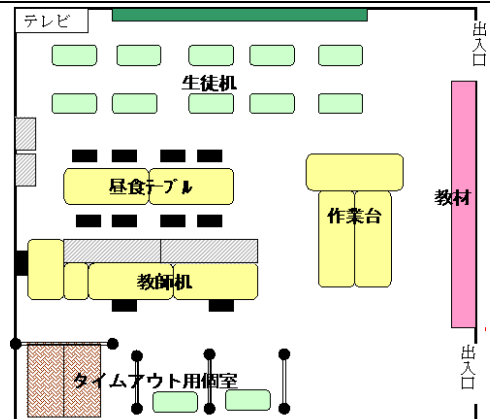 テレビ
出入口
生徒机
教材
昼食テーブル
作業台
教師机
出入口
タイムアウト用個室